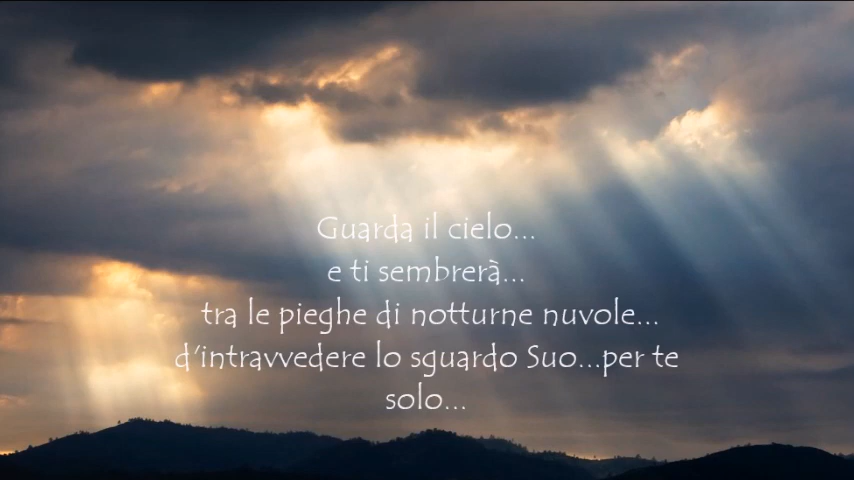 Guarda il cielo...
e ti sembrerà...
tra le pieghe di notturne nuvole...
d'intravvedere lo sguardo Suo...per te
solo...